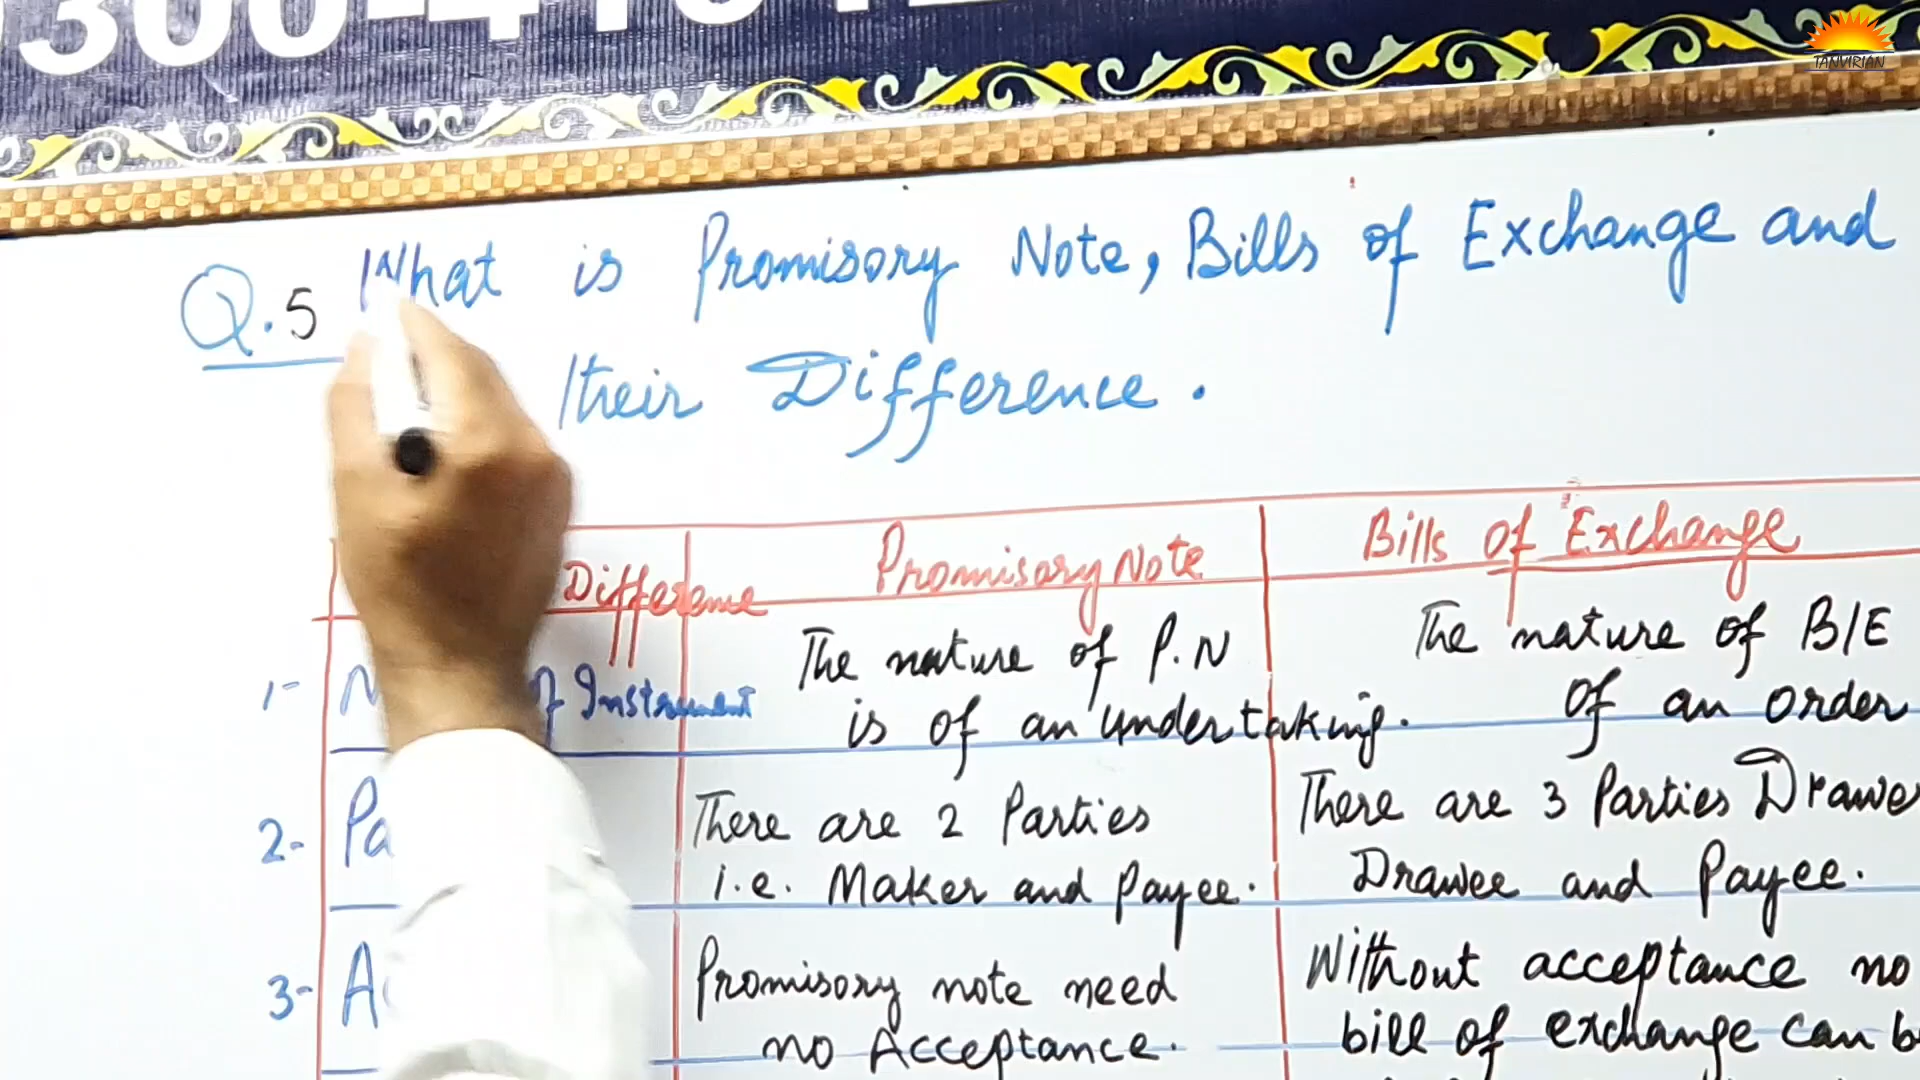 TANVIRIAN
Q.5 What is Promisory Note, Bills of Exchange and
their Difference.
Difference Promisory Note Bills of Exchange
1- of Instrument The nature of P.N The nature of B/E
is of an undertaking. of an order
2- There are 2 Parties There are 3 Parties
i.e. Maker and Payee. Drawee and Payee.
3- Promisory note need Without acceptance no
no Acceptance. bill of exchange can